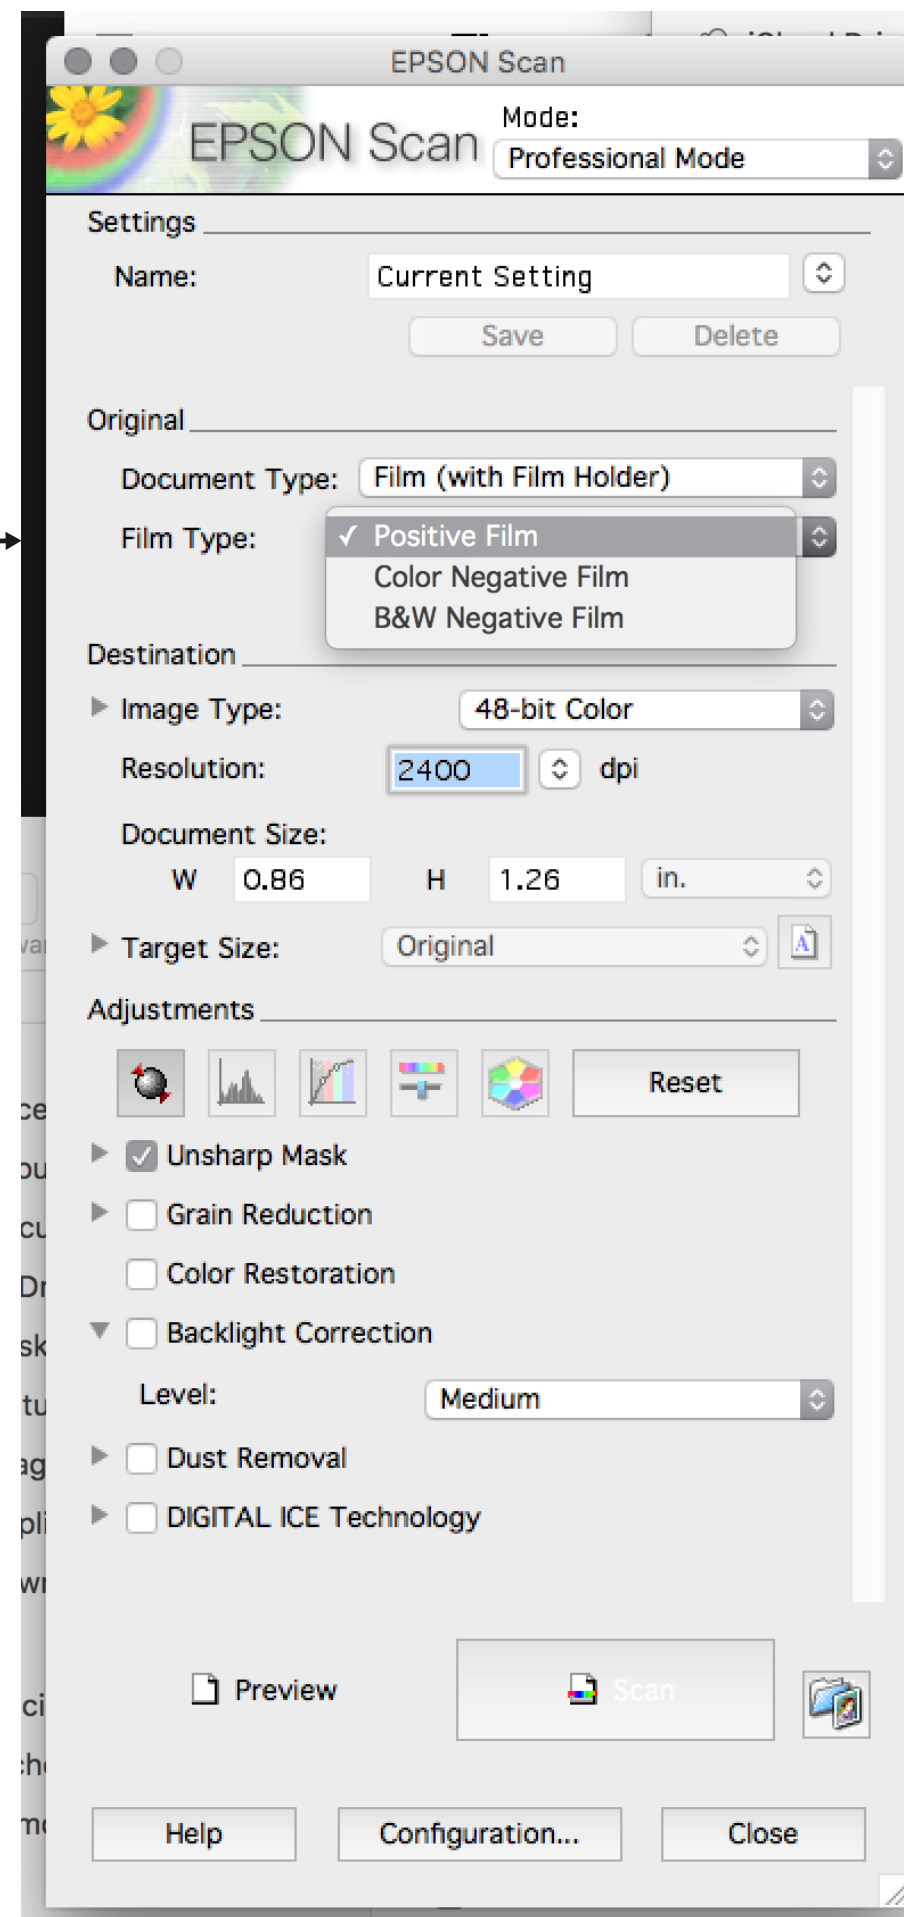 EPSON Scan
EPSON Scan
Mode:
Professional Mode
Settings
Name: Current Setting
Save Delete
Original
Document Type: Film (with Film Holder)
Film Type: ✓ Positive Film
Color Negative Film
B&W Negative Film
Destination
Image Type: 48-bit Color
Resolution: 2400 dpi
Document Size:
W 0.86 H 1.26 in.
Target Size: Original A
Adjustments
Reset
Unsharp Mask
Grain Reduction
Color Restoration
Backlight Correction
Level: Medium
Dust Removal
DIGITAL ICE Technology
Preview Scan
Help Configuration... Close